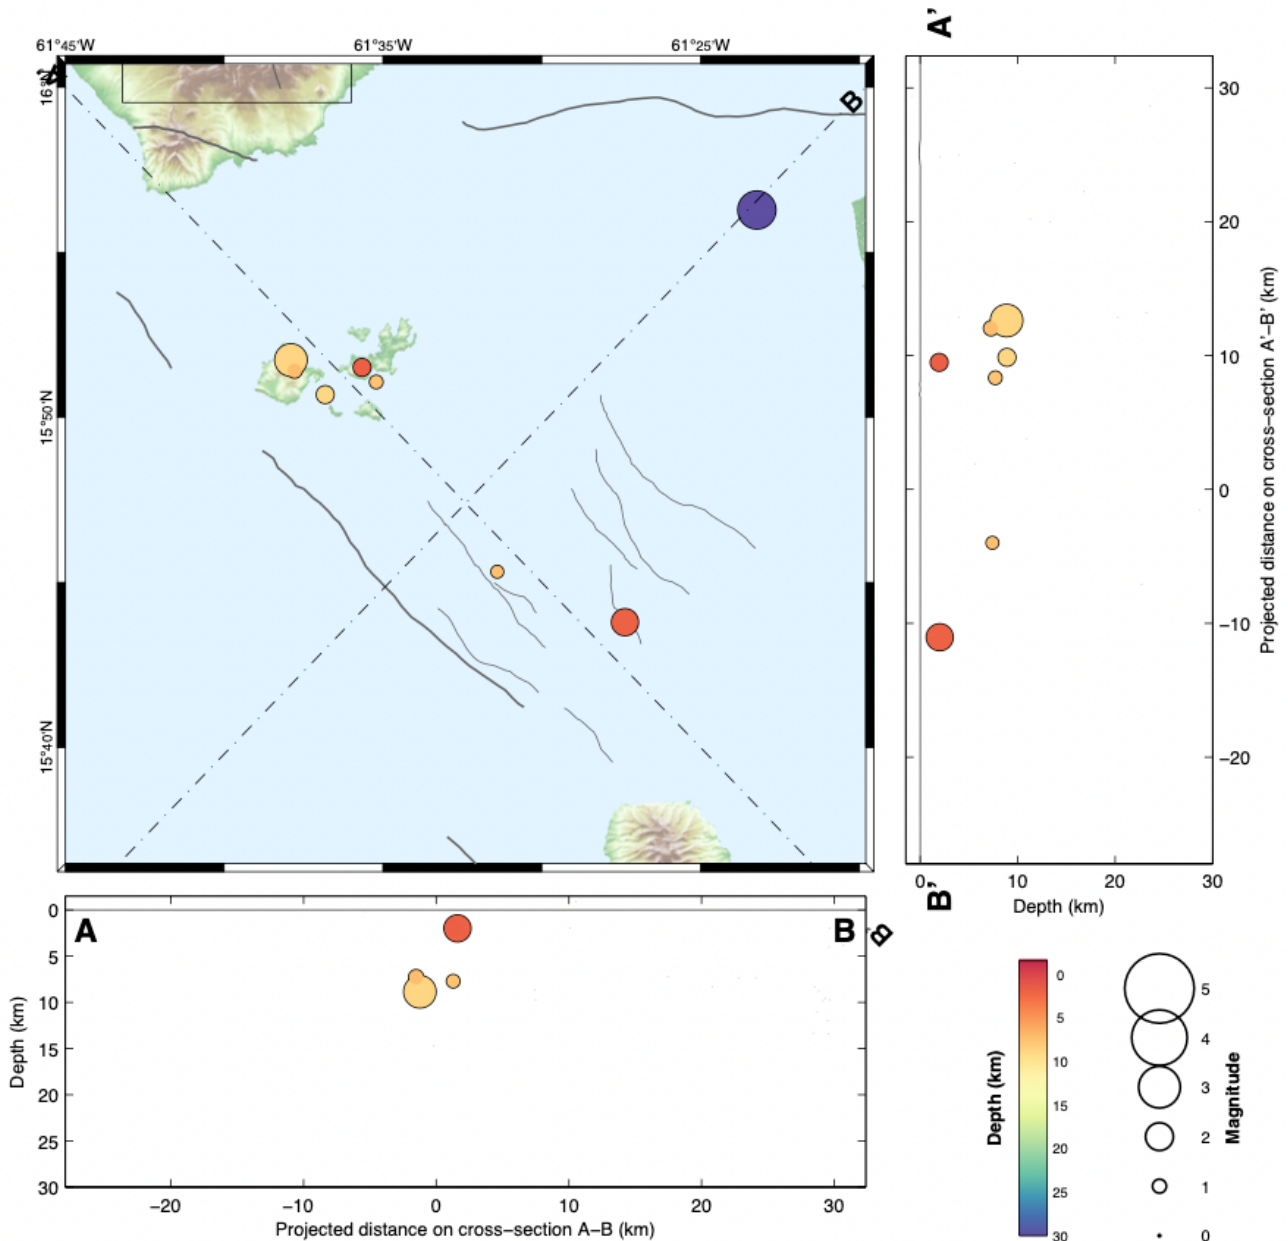 61°45'W 61°35'W 61°25'W
A'
B
16°N
15°50'N
15°40'N
30
20
10
0
−10
−20
Projected distance on cross−section A'−B' (km)
0 10 20 30
B'
Depth (km)
A B B
0
5
10
15
20
25
30
Depth (km)
−20 −10 0 10 20 30
Projected distance on cross−section A−B (km)
0
5
10
15
20
25
30
Depth (km)
5
4
3
2
1
0
Magnitude